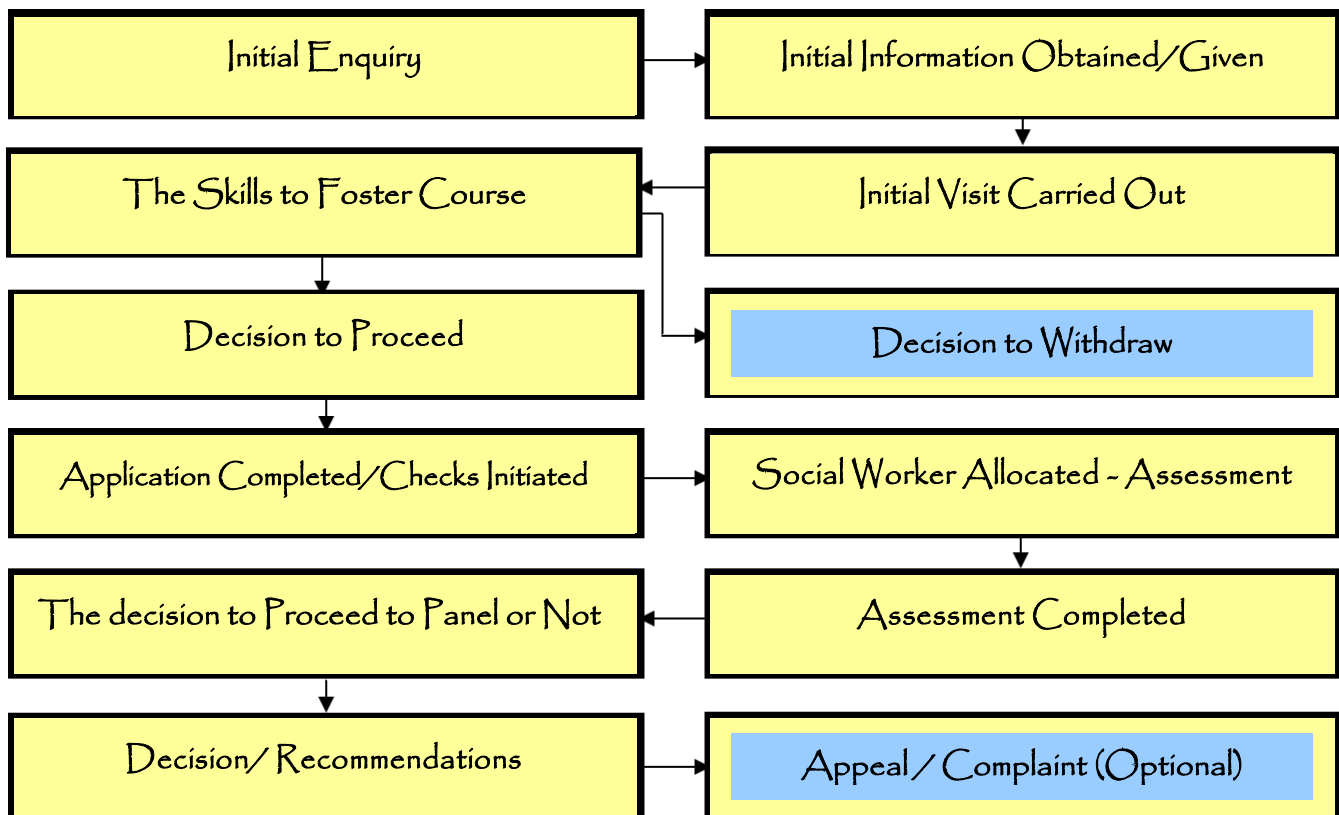 Initial Enquiry
Initial Information Obtained/Given
The Skills to Foster Course
Initial Visit Carried Out
Decision to Proceed
Decision to Withdraw
Application Completed/Checks Initiated
Social Worker Allocated - Assessment
The decision to Proceed to Panel or Not
Assessment Completed
Decision/ Recommendations
Appeal / Complaint (Optional)